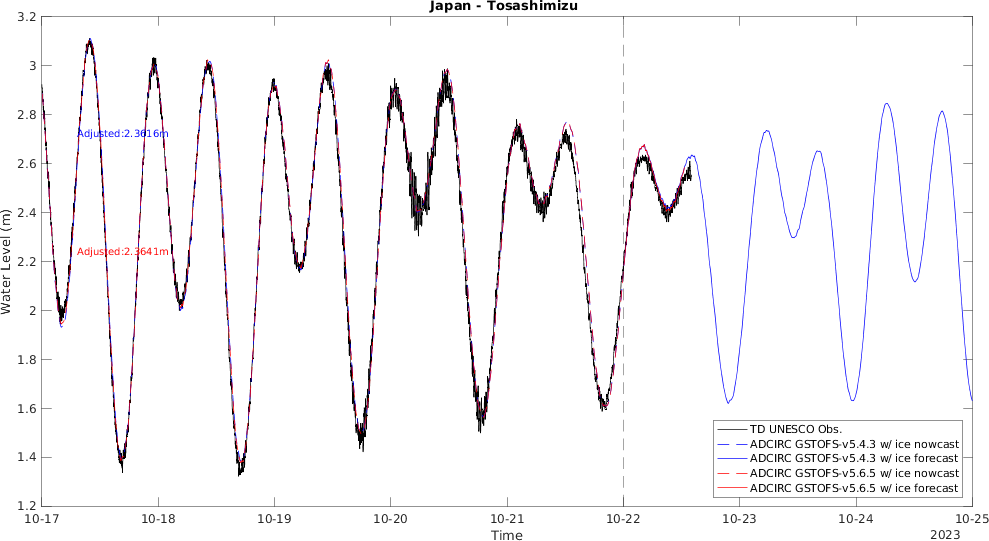 Japan - Tosashimizu
3.2
3
2.8
2.6
2.4
2.2
2
1.8
1.6
1.4
1.2
Water Level (m)
Adjusted:2.3616m
Adjusted:2.3641m
TD UNESCO Obs.
ADCIRC GSTOFS-v5.4.3 w/ ice nowcast
ADCIRC GSTOFS-v5.4.3 w/ ice forecast
ADCIRC GSTOFS-v5.6.5 w/ ice nowcast
ADCIRC GSTOFS-v5.6.5 w/ ice forecast
10-17 10-18 10-19 10-20 10-21 10-22 10-23 10-24 10-25
Time
2023